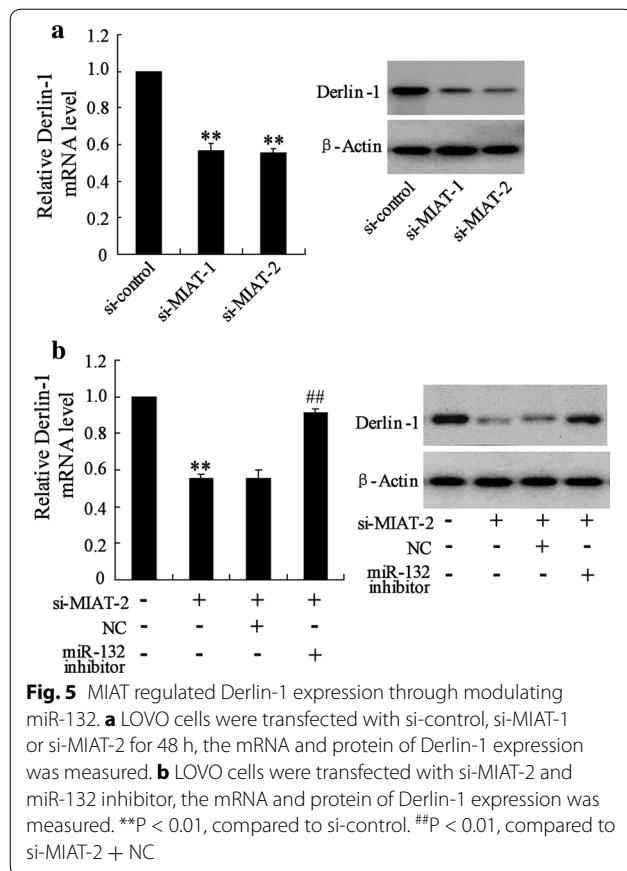 a
Relative Derlin-1
mRNA level
1.2
1.0
0.8
0.6
0.4
0.2
0
** **
si-control si-MIAT-1 si-MIAT-2
Derlin-1
β-Actin
si-control si-MIAT-1 si-MIAT-2
b
Relative Derlin-1
mRNA level
1.2
1.0
0.8
0.6
0.4
0.2
0
** ##
si-MIAT-2 - + + +
NC - - + -
miR-132 - - - +
inhibitor
Derlin-1
β-Actin
si-MIAT-2 - + + +
NC - - + -
miR-132 - - - +
inhibitor
Fig. 5 MIAT regulated Derlin-1 expression through modulating
miR-132. a LOVO cells were transfected with si-control, si-MIAT-1
or si-MIAT-2 for 48 h, the mRNA and protein of Derlin-1 expression
was measured. b LOVO cells were transfected with si-MIAT-2 and
miR-132 inhibitor, the mRNA and protein of Derlin-1 expression was
measured. **P < 0.01, compared to si-control. ##P < 0.01, compared to
si-MIAT-2 + NC